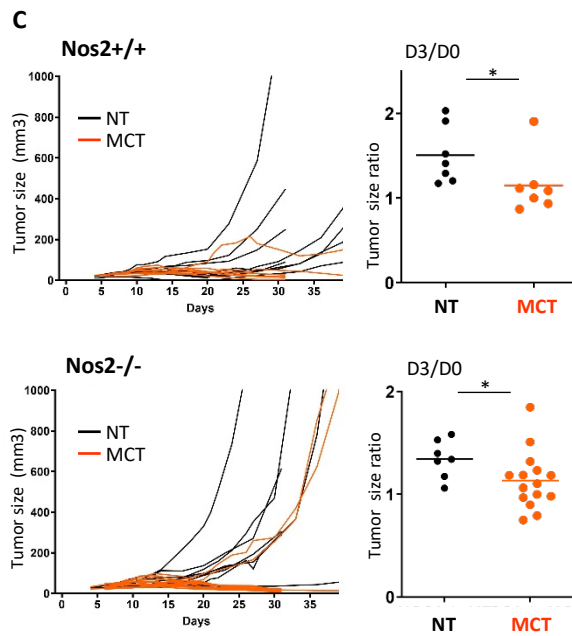 C
Nos2+/+
D3/D0
1000
800
600
400
200
0
Tumor size (mm3)
NT
MCT
0 5 10 15 20 25 30 35
Days
2
1
0
Tumor size ratio
*
NT MCT
Nos2-/-
D3/D0
1000
800
600
400
200
0
Tumor size (mm3)
NT
MCT
0 5 10 15 20 25 30 35
Days
2
1
0
Tumor size ratio
*
NT MCT